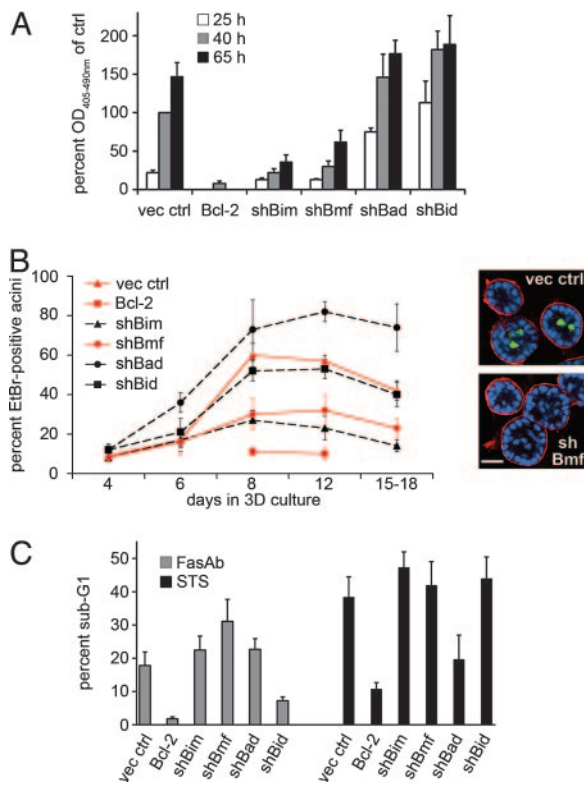 A
percent OD405-490nm of ctrl
200
150
100
50
0
25 h
40 h
65 h
vec ctrl Bcl-2 shBim shBmf shBad shBid
B
percent EtBr-positive acini
100
80
60
40
20
0
vec ctrl
Bcl-2
shBim
shBmf
shBad
shBid
4 6 8 12 15-18
days in 3D culture
vec ctrl
sh
Bmf
C
percent sub-G1
50
40
30
20
10
0
FasAb
STS
vec ctrl Bcl-2 shBim shBmf shBad shBid vec ctrl Bcl-2 shBim shBmf shBad shBid